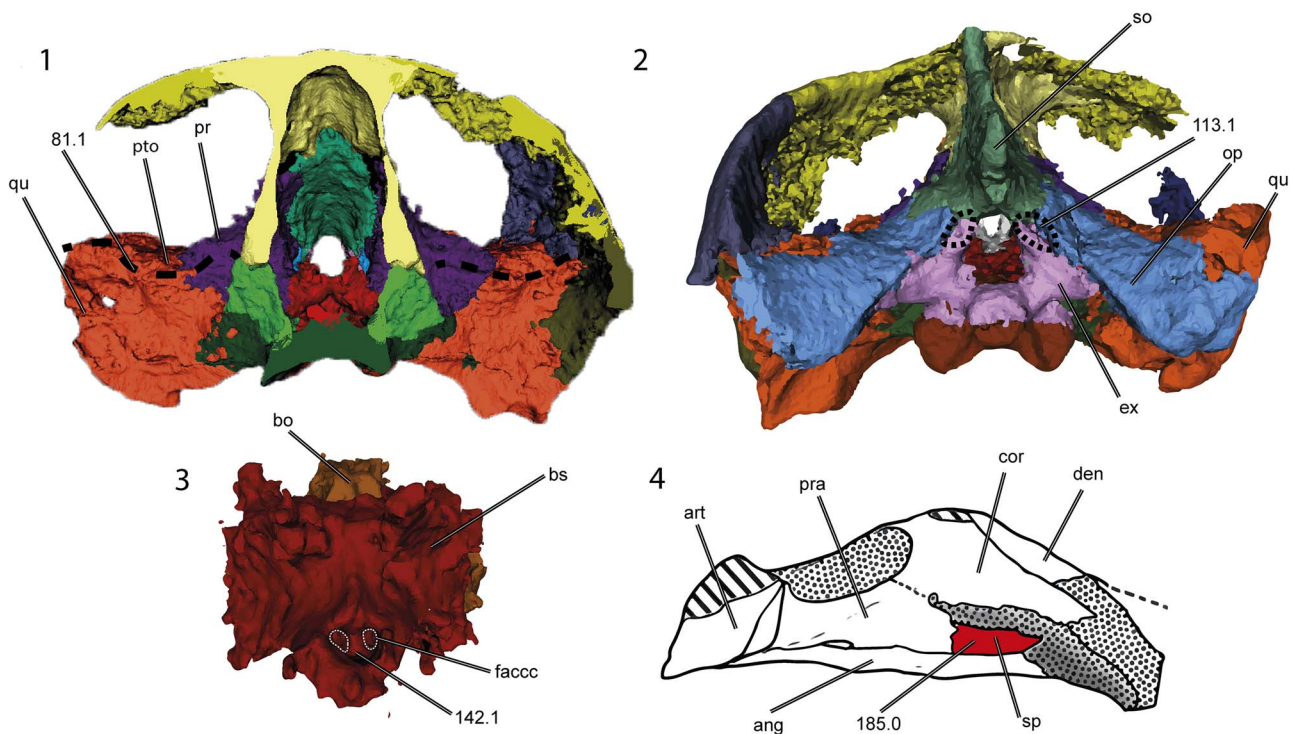 1
81.1
pto
pr
qu
2
so
113.1
op
qu
ex
3
bo
bs
faccc
142.1
4
art
pra
cor
den
ang
185.0
sp